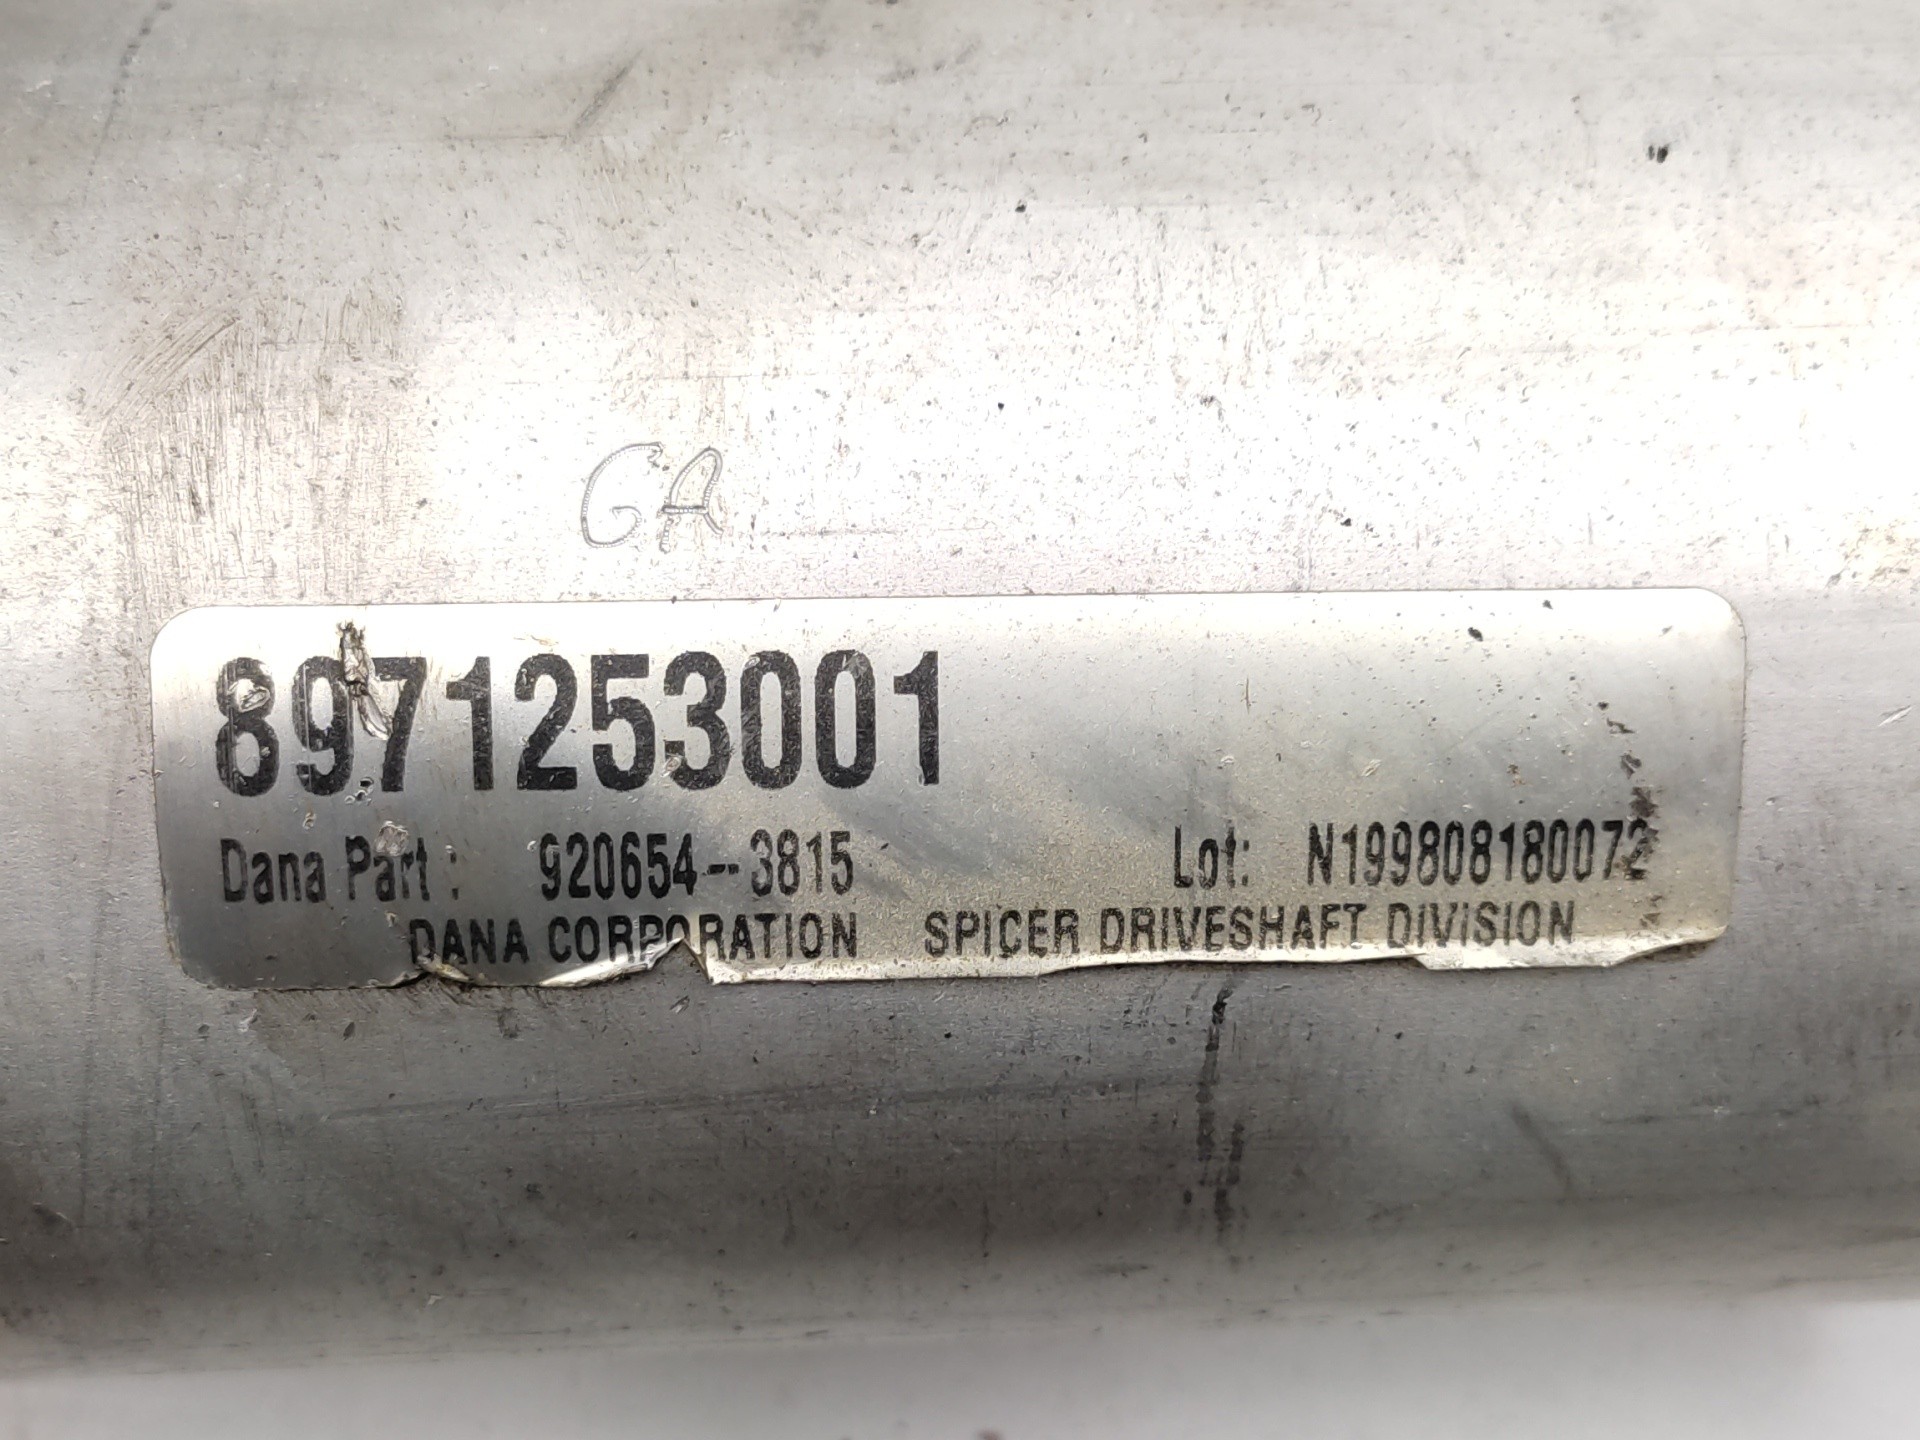 GA
8971253001
Dana Part : 920654--3815 Lot: N199808180072
DANA CORPORATION SPICER DRIVESHAFT DIVISION